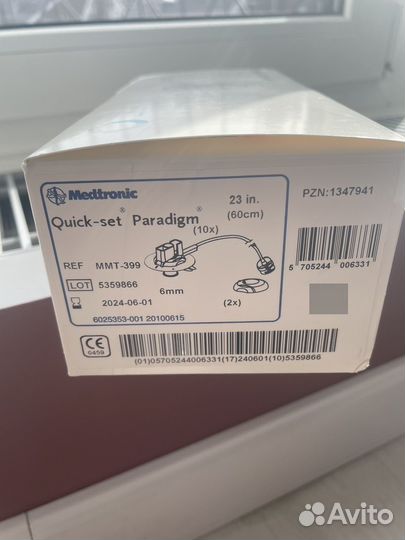 Medtronic
Quick-set® Paradigm®
(10x)
23 in.
(60cm)
PZN:1347941
REF MMT-399
LOT 5359866
2024-06-01
6mm
(2x)
5 705244 006331
6025353-001 20100615
CE
0459
(01)05705244006331(17)240601(10)5359866
Avito